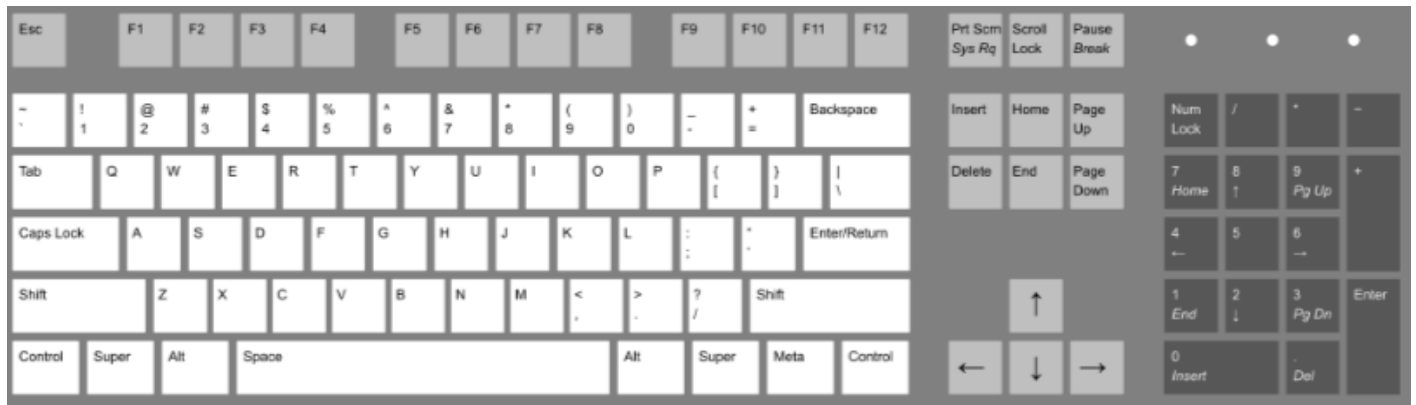 Esc F1 F2 F3 F4 F5 F6 F7 F8 F9 F10 F11 F12 Prt Scrn Scroll Pause
Sys Rq Lock Break
~ ! @ # $ % ^ & * ( ) _ + Backspace Insert Home Page Num / * −
` 1 2 3 4 5 6 7 8 9 0 - = Up Lock
Tab Q W E R T Y U I O P { } | Delete End Page 7 8 9 +
[ ] \ Down Home ↑ Pg Up
Caps Lock A S D F G H J K L : " Enter/Return 4 5 6
; ' ← →
Shift Z X C V B N M < > ? Shift ↑ 1 2 3 Enter
, . / End ↓ Pg Dn
Control Super Alt Space Alt Super Meta Control ← ↓ → 0 .
Insert Del